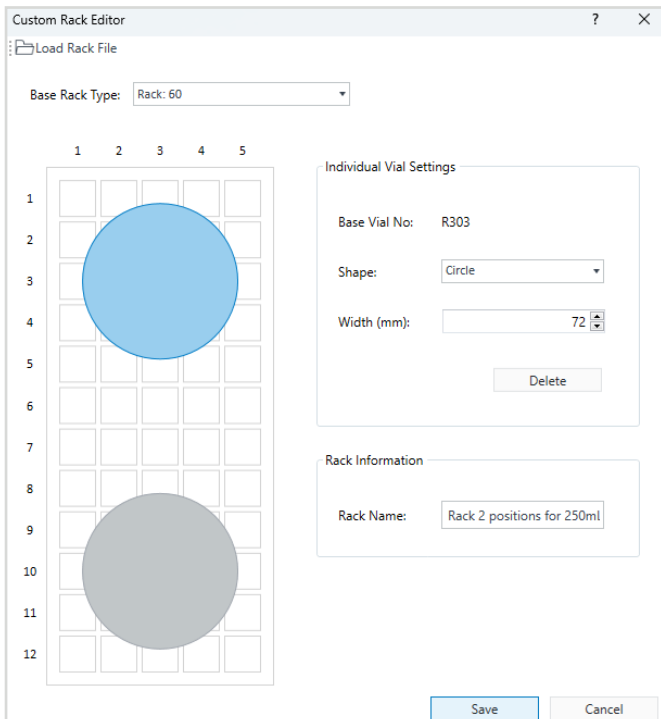 Custom Rack Editor ? ×
Load Rack File
Base Rack Type: Rack: 60
1 2 3 4 5
1
2
3
4
5
6
7
8
9
10
11
12
Individual Vial Settings
Base Vial No: R303
Shape: Circle
Width (mm): 72
Delete
Rack Information
Rack Name: Rack 2 positions for 250ml
Save Cancel